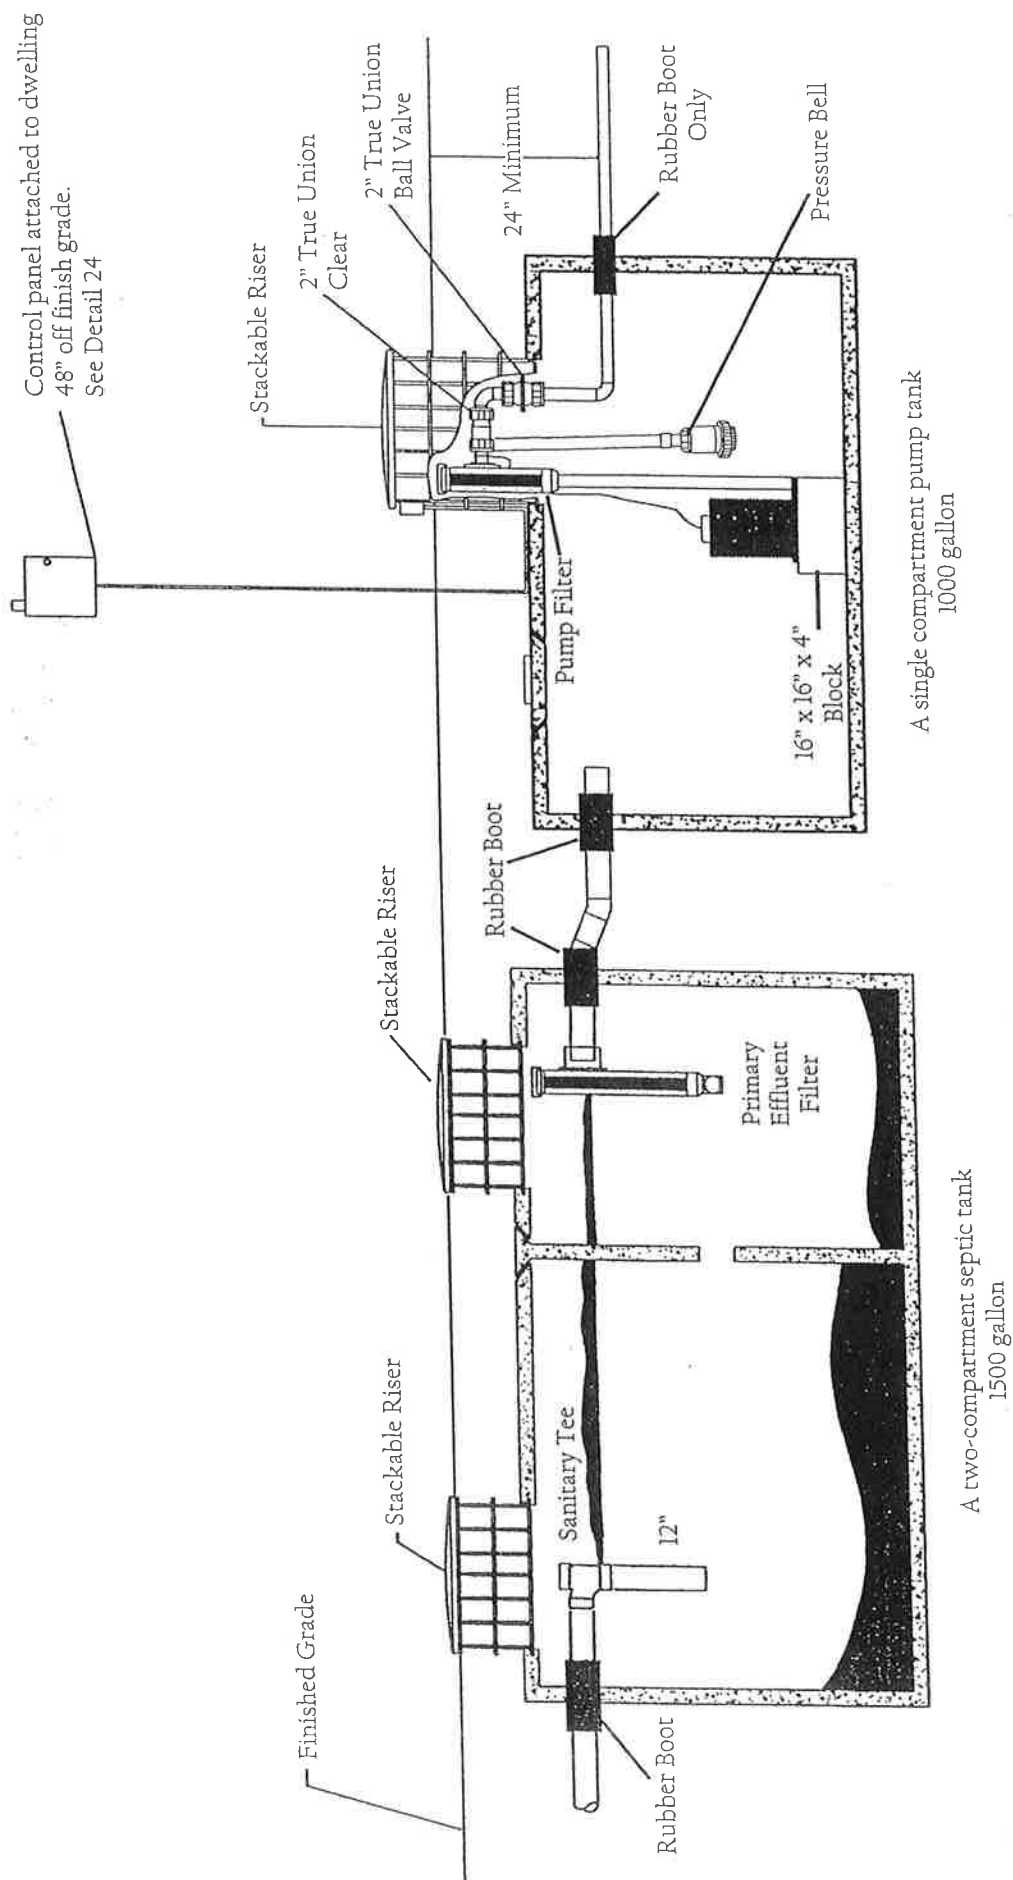 Control panel attached to dwelling
48" off finish grade.
See Detail 24
Finished Grade
Stackable Riser
Stackable Riser
Stackable Riser
2" True Union
Clear
2" True Union
Ball Valve
24" Minimum
Rubber Boot
Only
Pressure Bell
Rubber Boot
Sanitary Tee
12"
Primary
Effluent
Filter
Rubber Boot
Pump Filter
16" x 16" x 4"
Block
A two-compartment septic tank
1500 gallon
A single compartment pump tank
1000 gallon